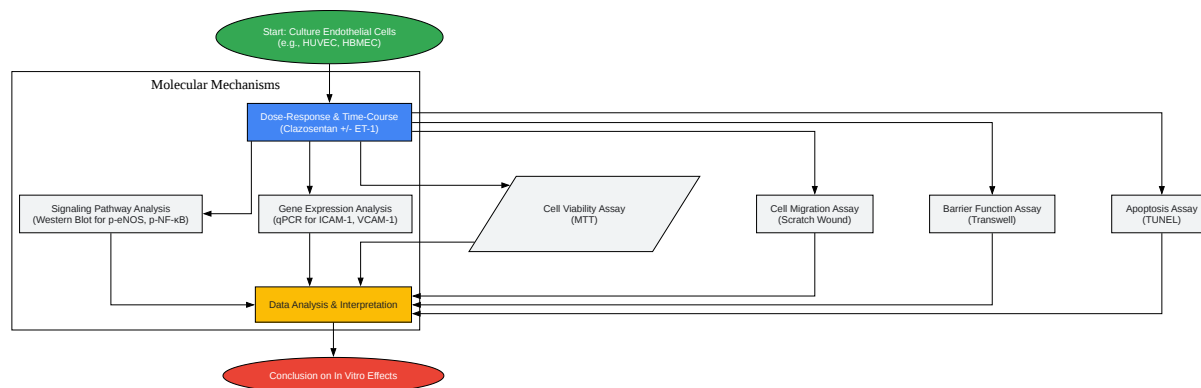 Start: Culture Endothelial Cells
(e.g., HUVEC, HBMEC)
Molecular Mechanisms
Dose-Response & Time-Course
(Clazosentan +/- ET-1)
Signaling Pathway Analysis
(Western Blot for p-eNOS, p-NF-κB)
Gene Expression Analysis
(qPCR for ICAM-1, VCAM-1)
Cell Viability Assay
(MTT)
Cell Migration Assay
(Scratch Wound)
Barrier Function Assay
(Transwell)
Apoptosis Assay
(TUNEL)
Data Analysis & Interpretation
Conclusion on In Vitro Effects